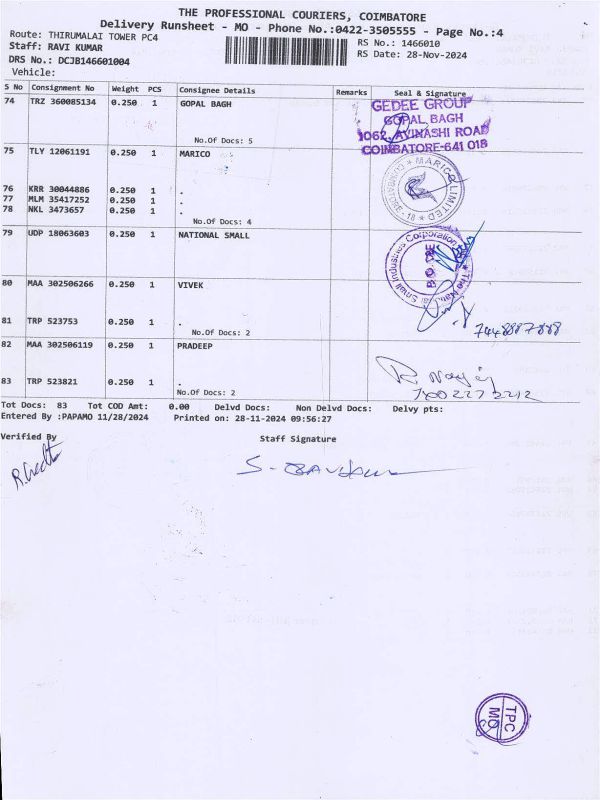 THE PROFESSIONAL COURIERS, COIMBATORE
Delivery Runsheet - MO - Phone No.:0422-3505555 - Page No.:4
Route: THIRUMALAI TOWER PC4 RS No.: 1466010
Staff: RAVI KUMAR RS Date: 28-Nov-2024
DRS No.: DCJB146601004
Vehicle:
S No Consignment No Weight PCS Consignee Details Remarks Seal & Signature
74 TRZ 360085134 0.250 1 GOPAL BAGH
No.Of Docs: 5
GEDEE GROUP
GOPAL BAGH
1062, AVINASHI ROAD
COIMBATORE-641 018
75 TLY 12061191 0.250 1 MARICO
76 KRR 30044886 0.250 1 .
77 MLM 35417252 0.250 1 .
78 NKL 3473657 0.250 1 .
No.Of Docs: 4
MARICO LIMITED
79 UDP 18063603 0.250 1 NATIONAL SMALL
Small Industries Corporation
80 MAA 302506266 0.250 1 VIVEK
81 TRP 523753 0.250 1 .
No.Of Docs: 2
82 MAA 302506119 0.250 1 PRADEEP
83 TRP 523821 0.250 1 .
No.Of Docs: 2
Tot Docs: 83 Tot COD Amt: 0.00 Delvd Docs: Non Delvd Docs: Delvy pts:
Entered By :PAPAMO 11/28/2024 Printed on: 28-11-2024 09:56:27
Verified By Staff Signature
TPC
MO